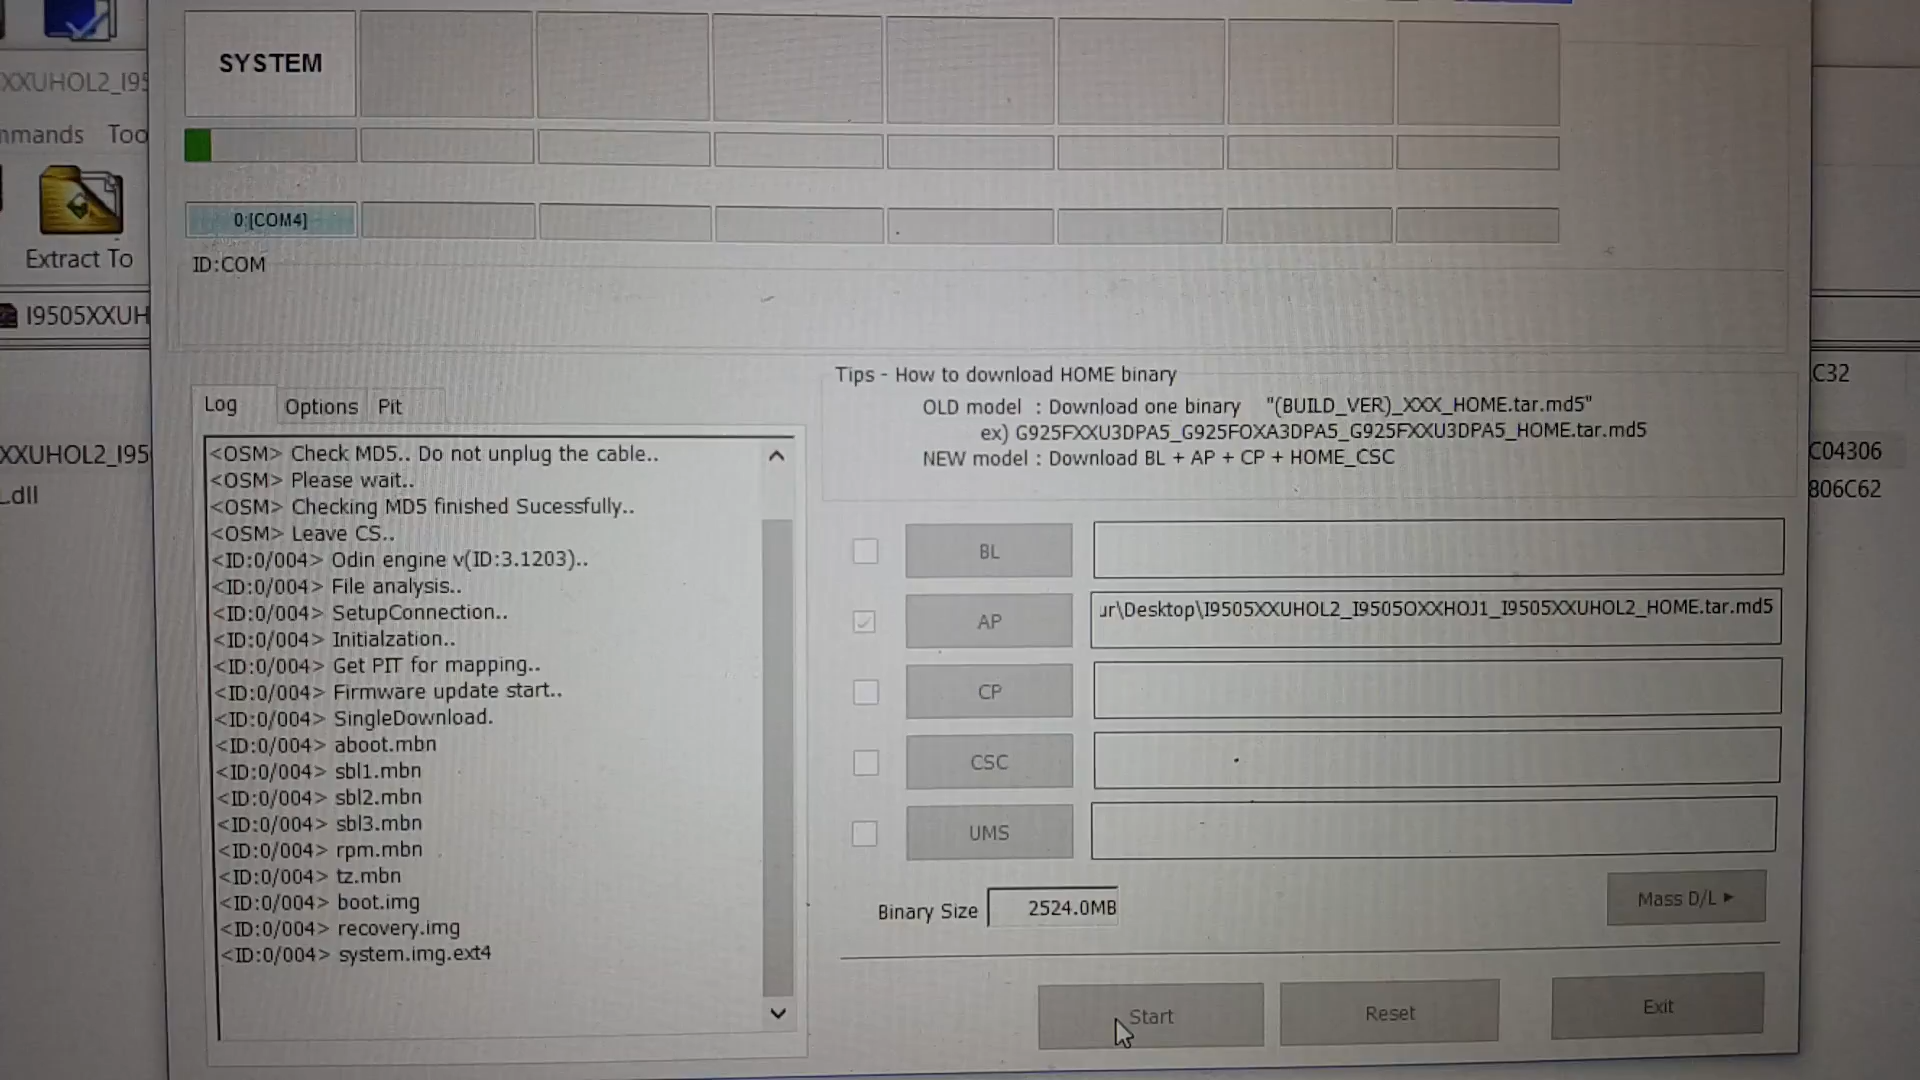 SYSTEM
XXUHOL2_I95
mmands Too
0:[COM4]
Extract To
ID:COM
I9505XXUH
Tips - How to download HOME binary
OLD model : Download one binary "(BUILD_VER)_XXX_HOME.tar.md5"
ex) G925FXXU3DPA5_G925FOXA3DPA5_G925FXXU3DPA5_HOME.tar.md5
NEW model : Download BL + AP + CP + HOME_CSC
C32
Log Options Pit
XXUHOL2_I95
.dll
C04306
806C62
<OSM> Check MD5.. Do not unplug the cable..
<OSM> Please wait..
<OSM> Checking MD5 finished Sucessfully..
<OSM> Leave CS..
<ID:0/004> Odin engine v(ID:3.1203)..
<ID:0/004> File analysis..
<ID:0/004> SetupConnection..
<ID:0/004> Initialzation..
<ID:0/004> Get PIT for mapping..
<ID:0/004> Firmware update start..
<ID:0/004> SingleDownload.
<ID:0/004> aboot.mbn
<ID:0/004> sbl1.mbn
<ID:0/004> sbl2.mbn
<ID:0/004> sbl3.mbn
<ID:0/004> rpm.mbn
<ID:0/004> tz.mbn
<ID:0/004> boot.img
<ID:0/004> recovery.img
<ID:0/004> system.img.ext4
BL
AP
ur\Desktop\I9505XXUHOL2_I9505OXXHOJ1_I9505XXUHOL2_HOME.tar.md5
CP
CSC
UMS
Binary Size 2524.0MB
Mass D/L
Start
Reset
Exit